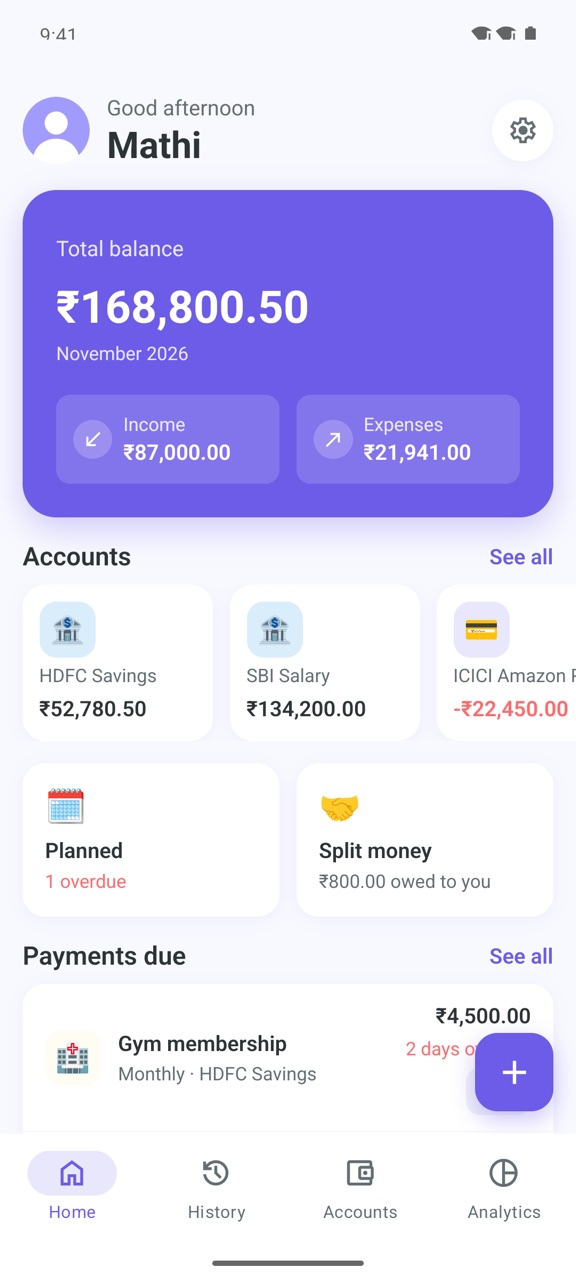 9:41
Good afternoon
Mathi
Total balance
₹168,800.50
November 2026
Income
₹87,000.00
Expenses
₹21,941.00
Accounts
See all
HDFC Savings
₹52,780.50
SBI Salary
₹134,200.00
ICICI Amazon
-₹22,450.00
Planned
1 overdue
Split money
₹800.00 owed to you
Payments due
See all
₹4,500.00
Gym membership
2 days
Monthly · HDFC Savings
Home
History
Accounts
Analytics